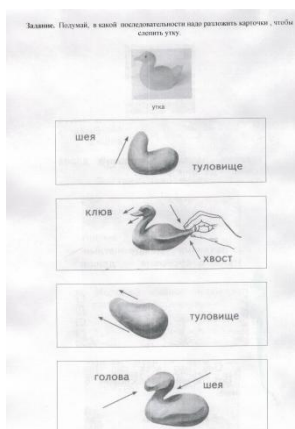 Задание. Подумай, в какой последовательности надо разложить карточки , чтобы
слепить утку.
утка
шея
туловище
клюв
хвост
туловище
голова
шея